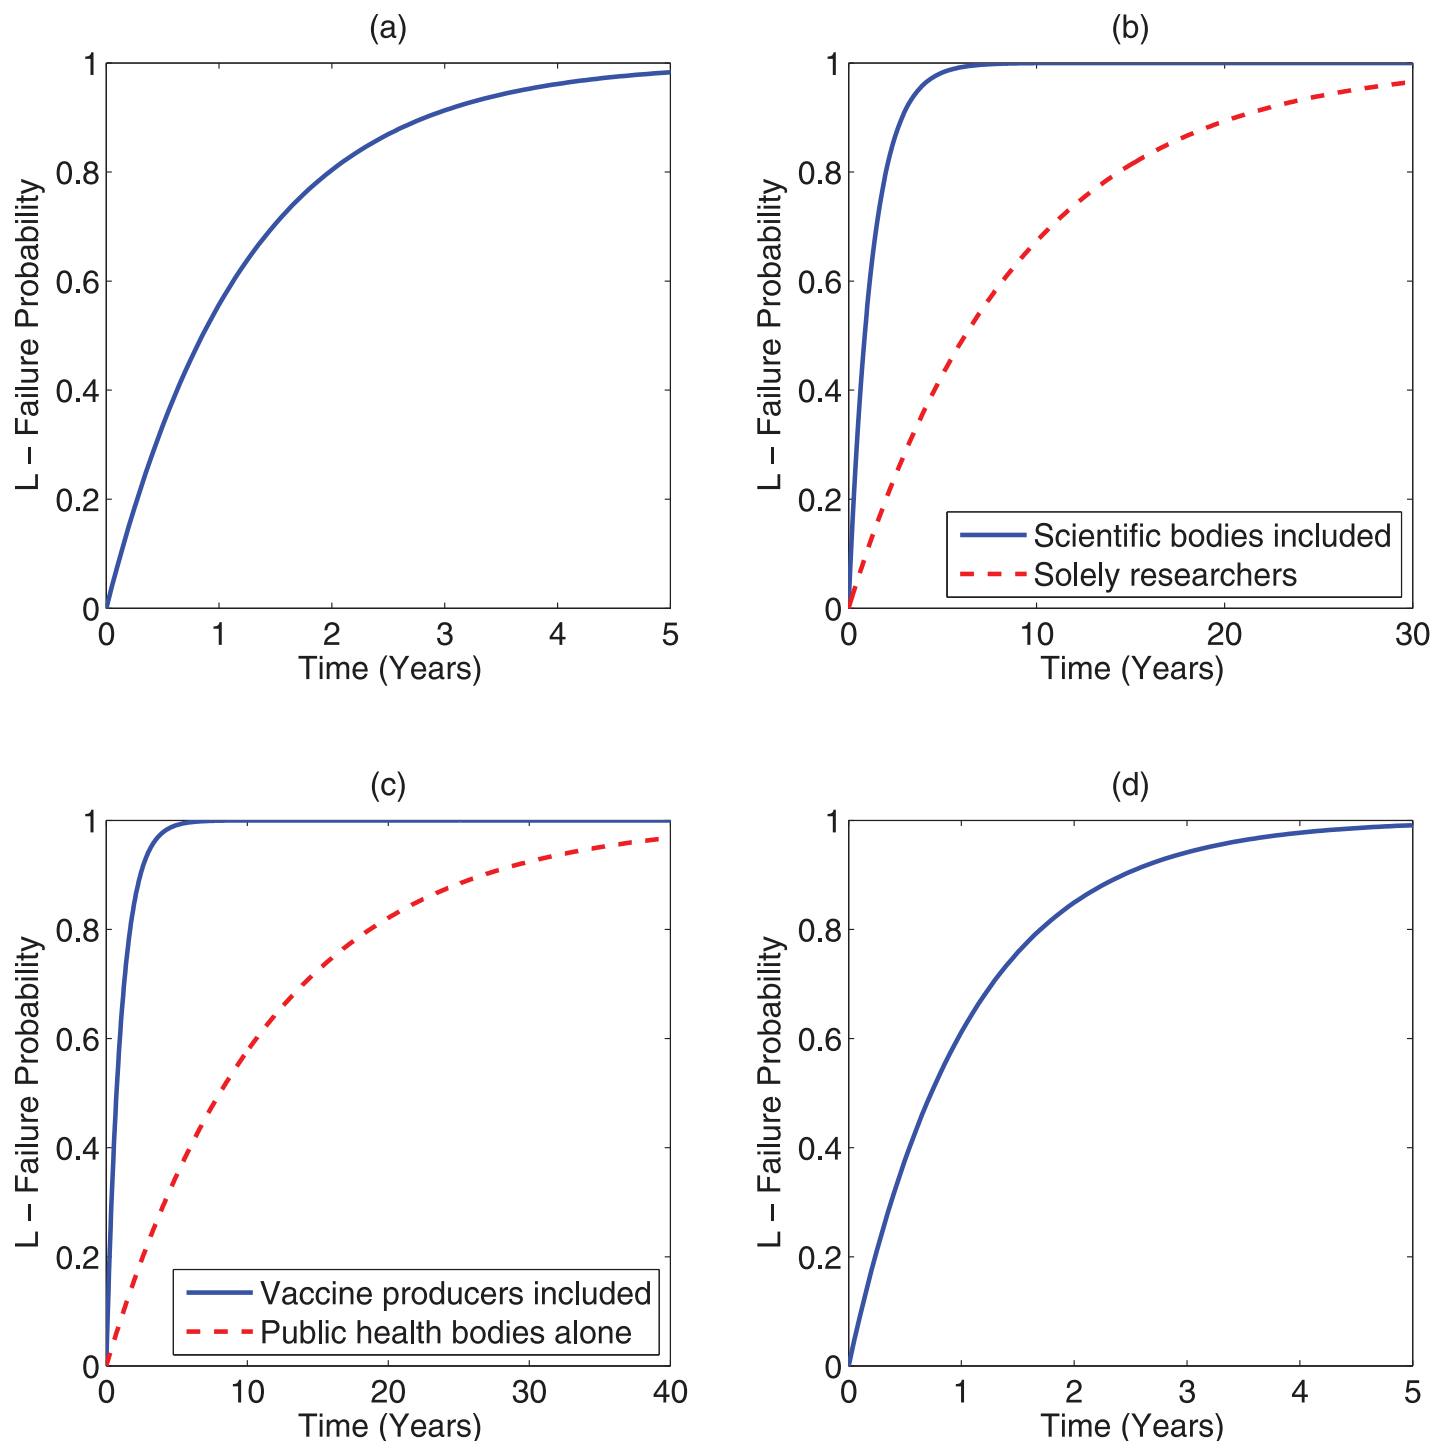 (a)
1
0.8
0.6
0.4
0.2
0
L – Failure Probability
0 1 2 3 4 5
Time (Years)
(b)
1
0.8
0.6
0.4
0.2
0
L – Failure Probability
Scientific bodies included
Solely researchers
0 10 20 30
Time (Years)
(c)
1
0.8
0.6
0.4
0.2
0
L – Failure Probability
Vaccine producers included
Public health bodies alone
0 10 20 30 40
Time (Years)
(d)
1
0.8
0.6
0.4
0.2
0
L – Failure Probability
0 1 2 3 4 5
Time (Years)